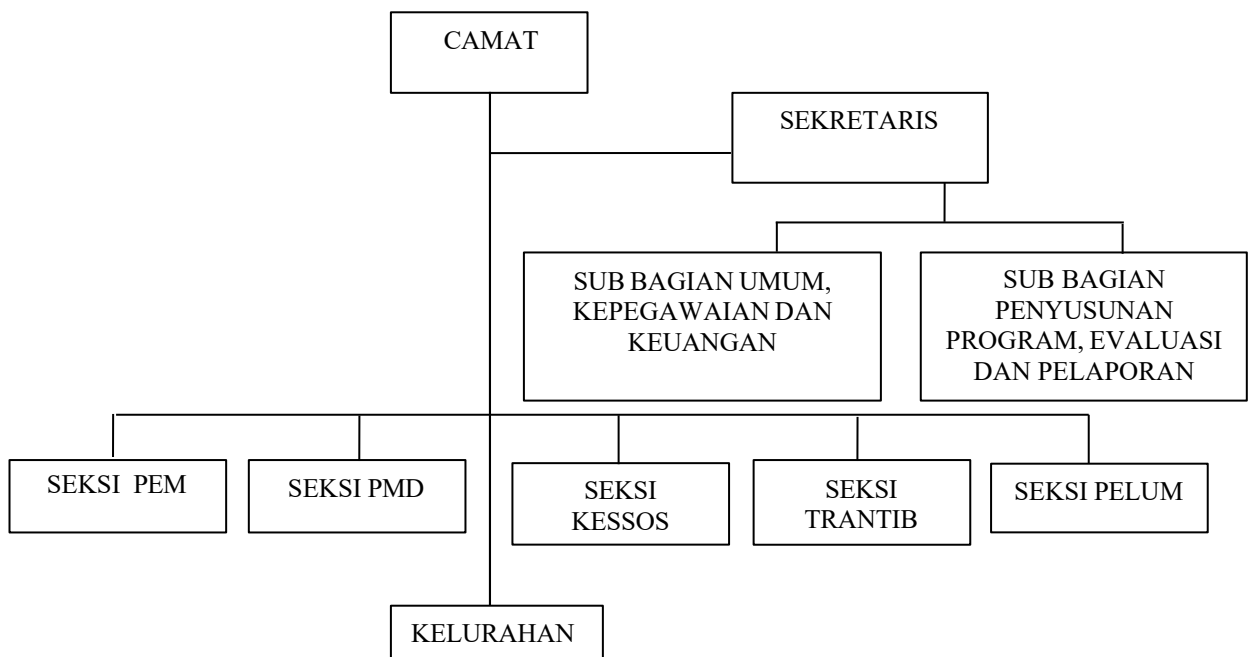 CAMAT
SEKRETARIS
SUB BAGIAN UMUM,
KEPEGAWAIAN DAN
KEUANGAN
SUB BAGIAN
PENYUSUNAN
PROGRAM, EVALUASI
DAN PELAPORAN
SEKSI PEM
SEKSI PMD
SEKSI
KESSOS
SEKSI
TRANTIB
SEKSI PELUM
KELURAHAN